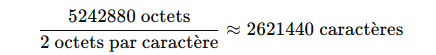 5242880 octets
2 octets par caractère
≈ 2621440 caractères